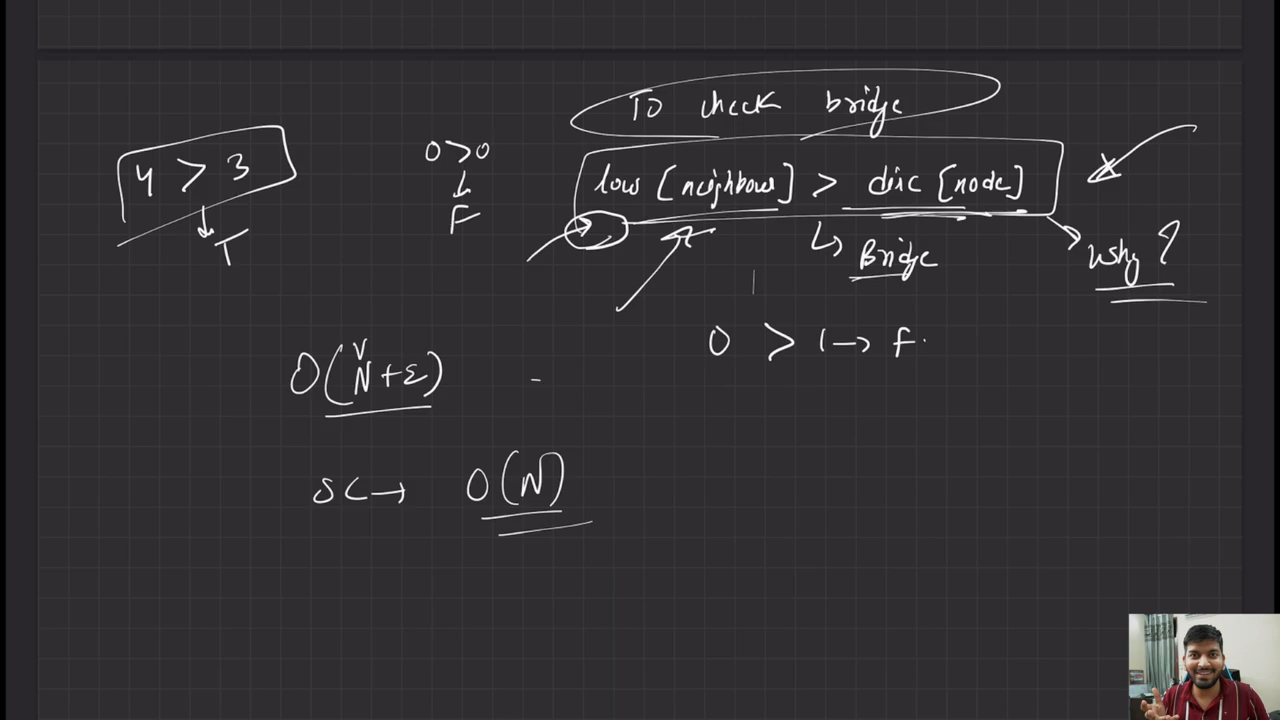 To check bridge
4 > 3
↳ T
0 > 0
↓
F
low [neighbour] > disc [node]
↳ Bridge
→ why ?
0 > 1 → F.
V
O(N+E)
-
SC → O(N)